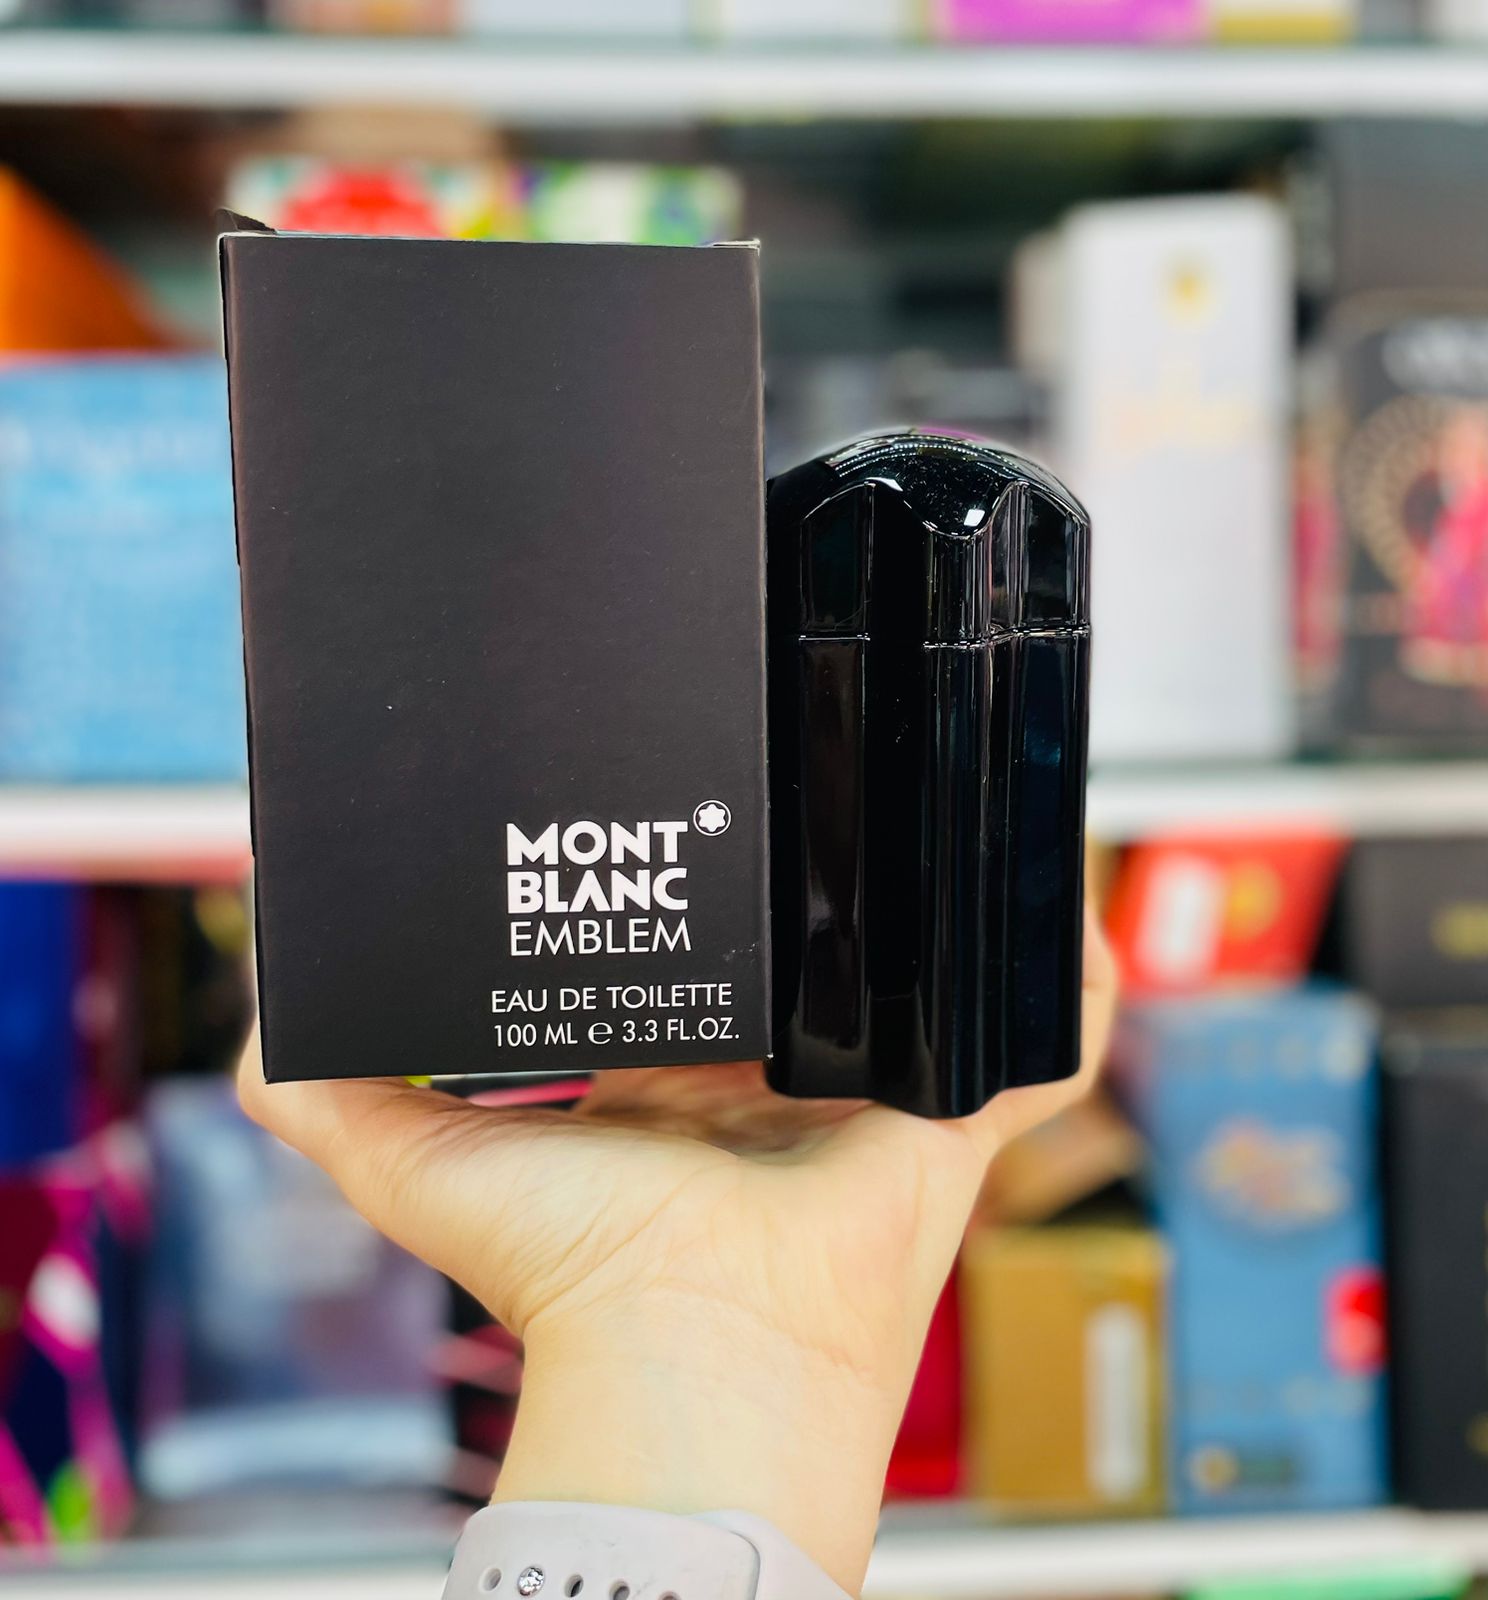 MONT
BLANC
EMBLEM
EAU DE TOILETTE
100 ML ℮ 3.3 FL.OZ.